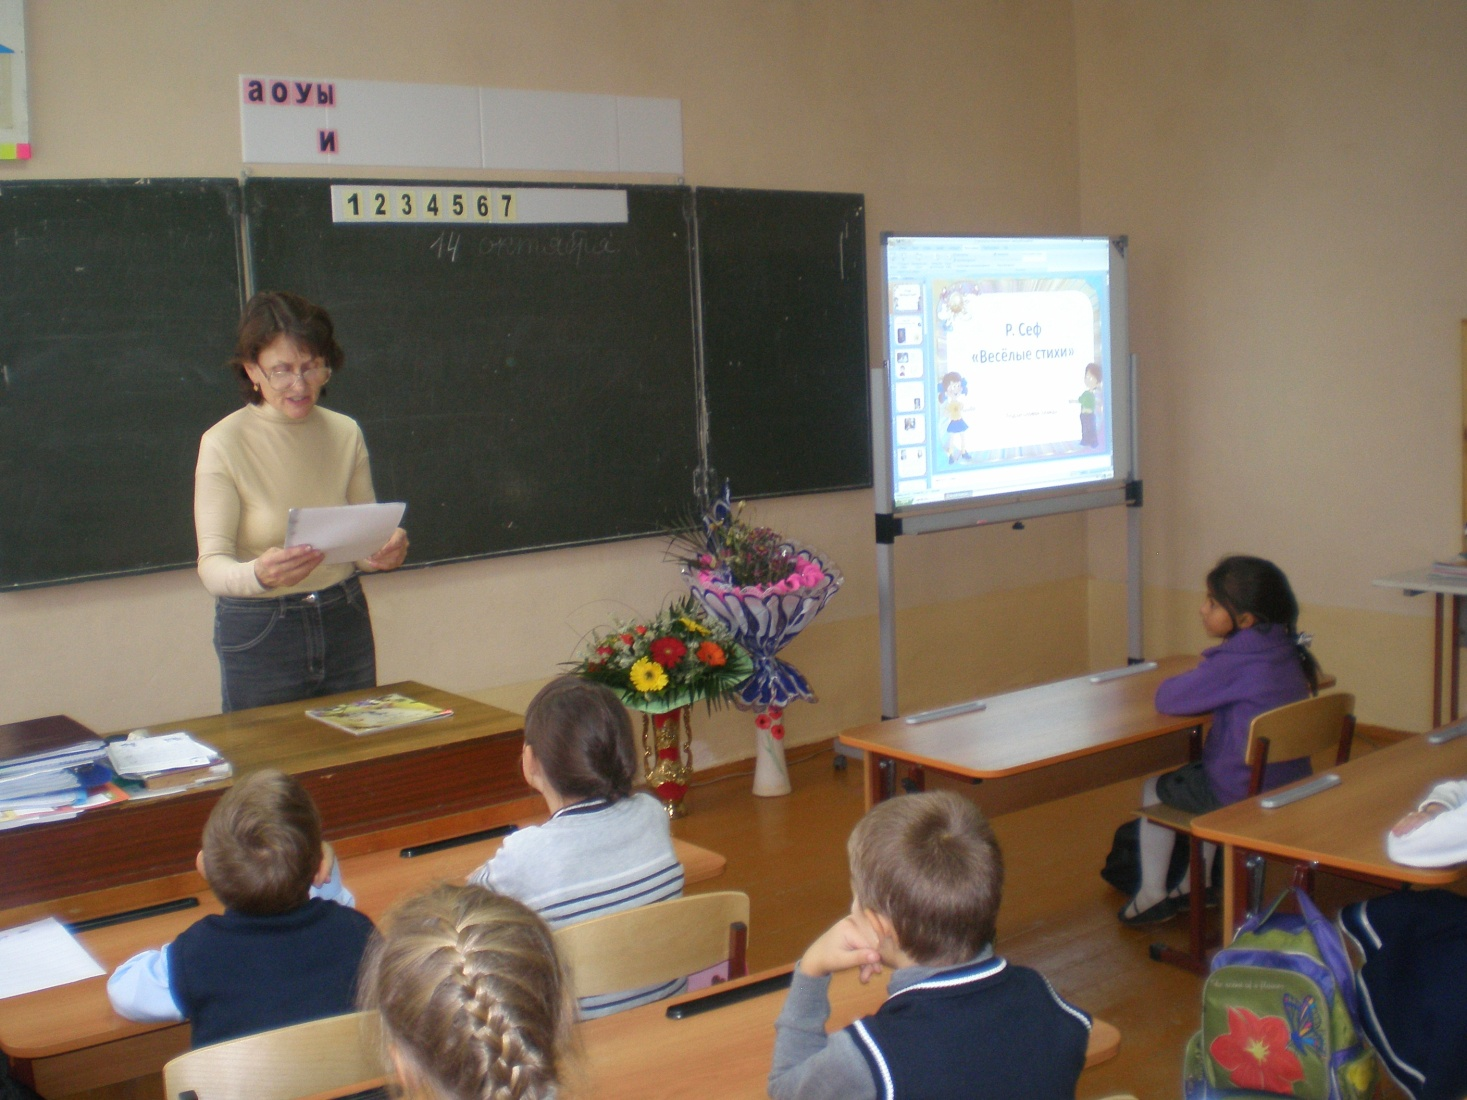 а о у ы
и
1 2 3 4 5 6 7
14 октября
Р. Сеф
«Весёлые стихи»